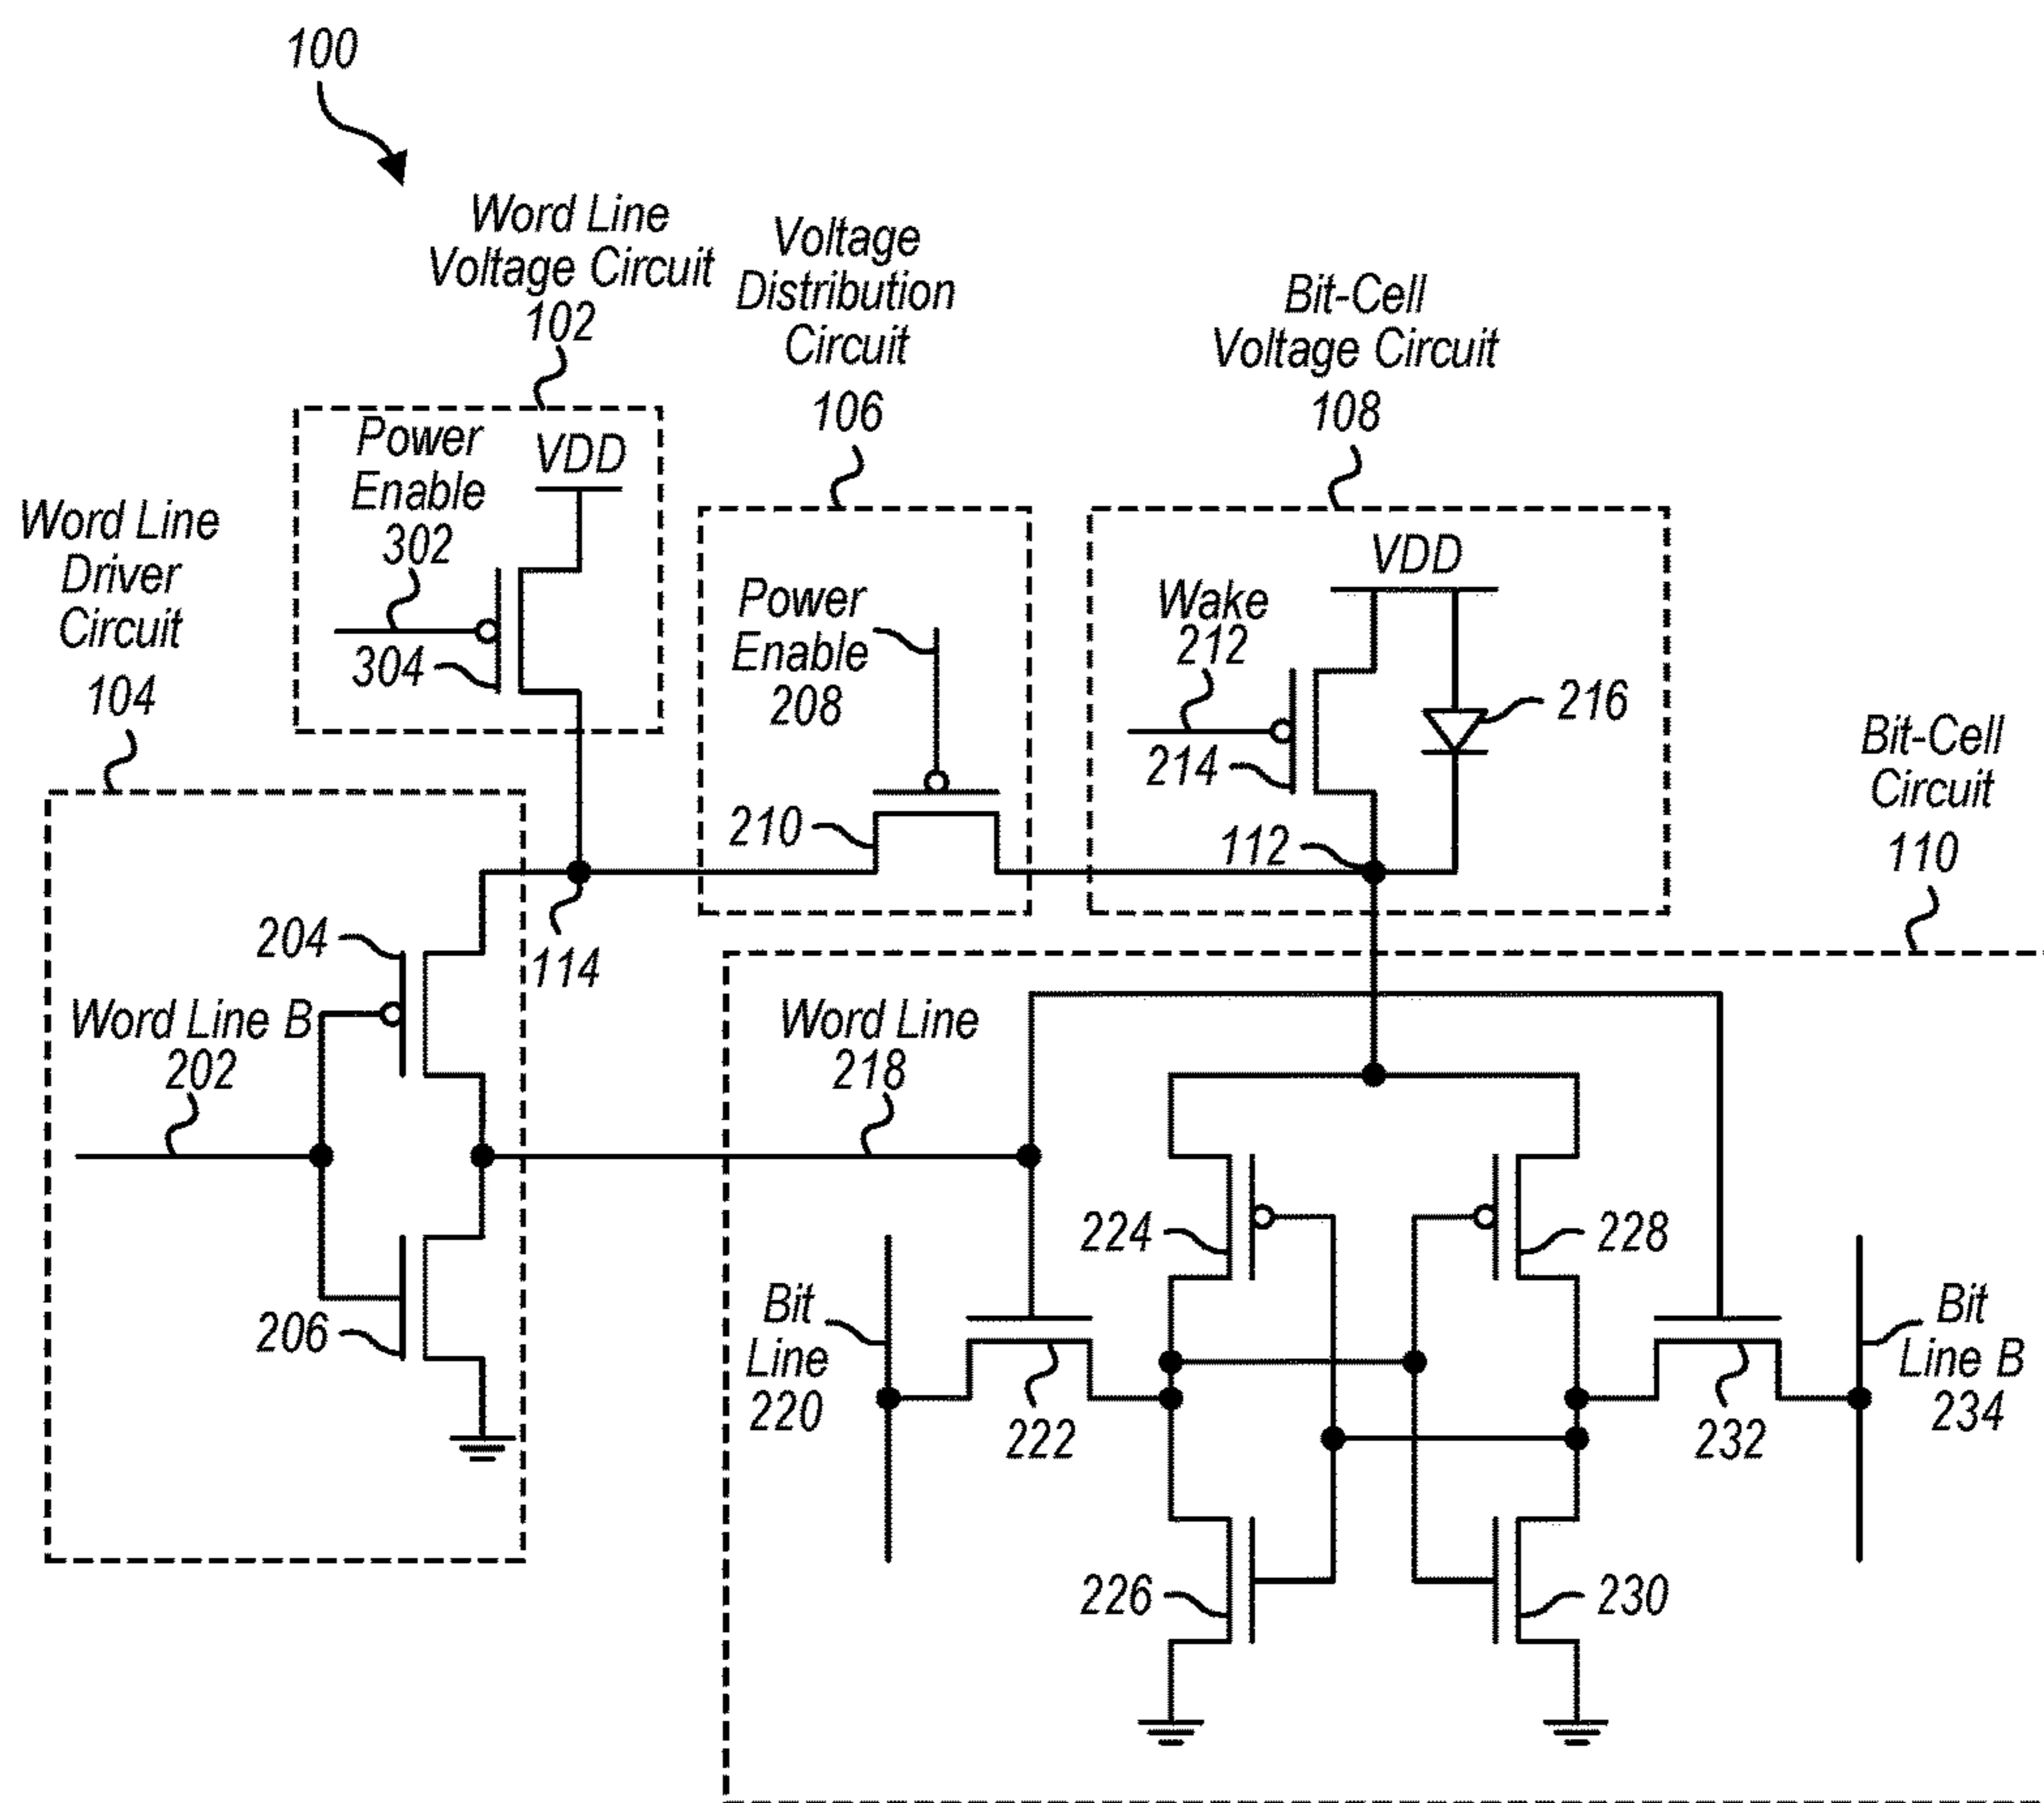 100
Word Line
Voltage Circuit
102
Voltage
Distribution
Circuit
106
Bit-Cell
Voltage Circuit
108
Power
Enable
302
VDD
304
Word Line
Driver
Circuit
104
Power
Enable
208
210
VDD
Wake
212
214
216
112
Bit-Cell
Circuit
110
204
114
Word Line B
202
Word Line
218
206
224
228
Bit
Line
220
222
232
Bit
Line B
234
226
230